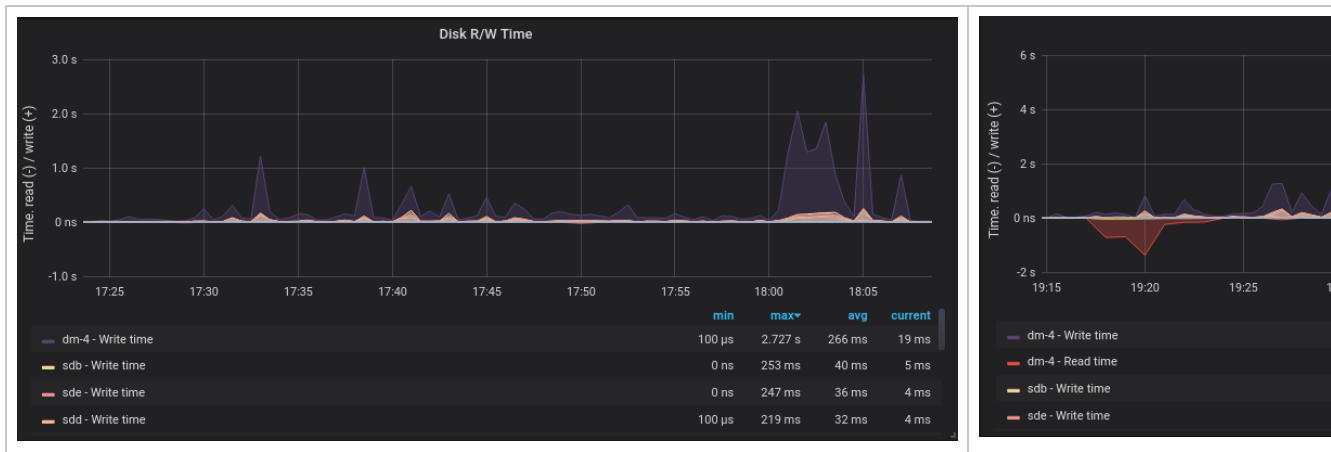 Disk R/W Time
Time. read (-) / write (+)
3.0 s
2.0 s
1.0 s
0 ns
-1.0 s
17:25 17:30 17:35 17:40 17:45 17:50 17:55 18:00 18:05
min max avg current
dm-4 - Write time 100 µs 2.727 s 266 ms 19 ms
sdb - Write time 0 ns 253 ms 40 ms 5 ms
sde - Write time 0 ns 247 ms 36 ms 4 ms
sdd - Write time 100 µs 219 ms 32 ms 4 ms
Time. read (-) / write (+)
6 s
4 s
2 s
0 ns
-2 s
19:15 19:20 19:25
dm-4 - Write time
dm-4 - Read time
sdb - Write time
sde - Write time